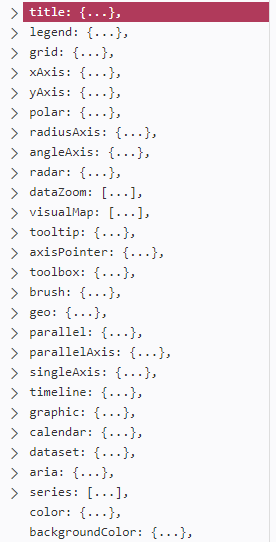 title: {...},
legend: {...},
grid: {...},
xAxis: {...},
yAxis: {...},
polar: {...},
radiusAxis: {...},
angleAxis: {...},
radar: {...},
dataZoom: [...],
visualMap: [...],
tooltip: {...},
axisPointer: {...},
toolbox: {...},
brush: {...},
geo: {...},
parallel: {...},
parallelAxis: {...},
singleAxis: {...},
timeline: {...},
graphic: {...},
calendar: {...},
dataset: {...},
aria: {...},
series: [...],
color: {...},
backgroundColor: {...},